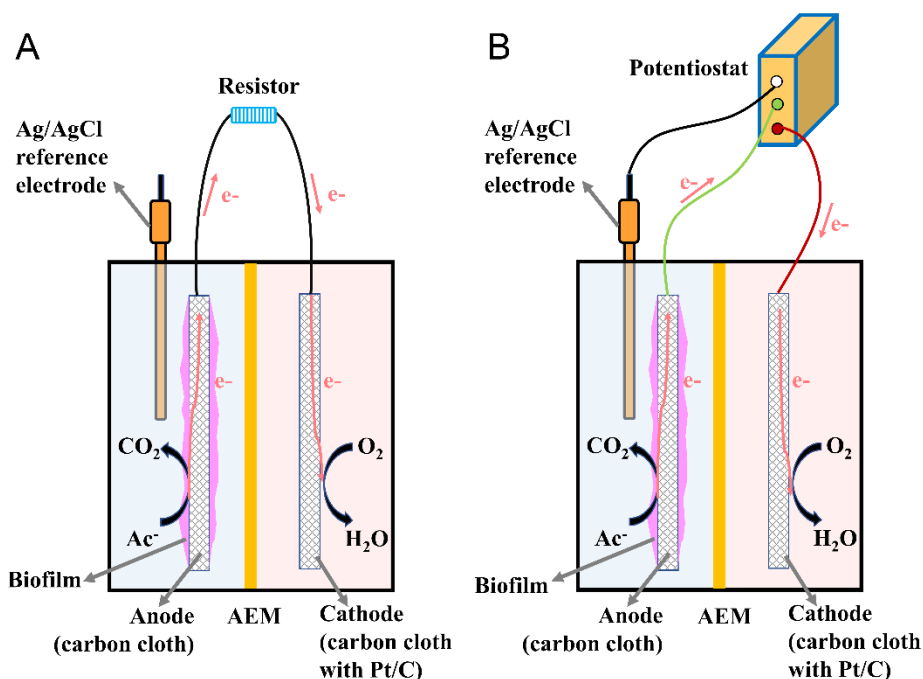 A
Resistor
Ag/AgCl
reference
electrode
e-
e-
e-
e-
CO₂
Ac⁻
O₂
H₂O
Biofilm
Anode
(carbon cloth)
AEM
Cathode
(carbon cloth
with Pt/C)
B
Potentiostat
Ag/AgCl
reference
electrode
e-
e-
e-
e-
CO₂
Ac⁻
O₂
H₂O
Biofilm
Anode
(carbon cloth)
AEM
Cathode
(carbon cloth
with Pt/C)